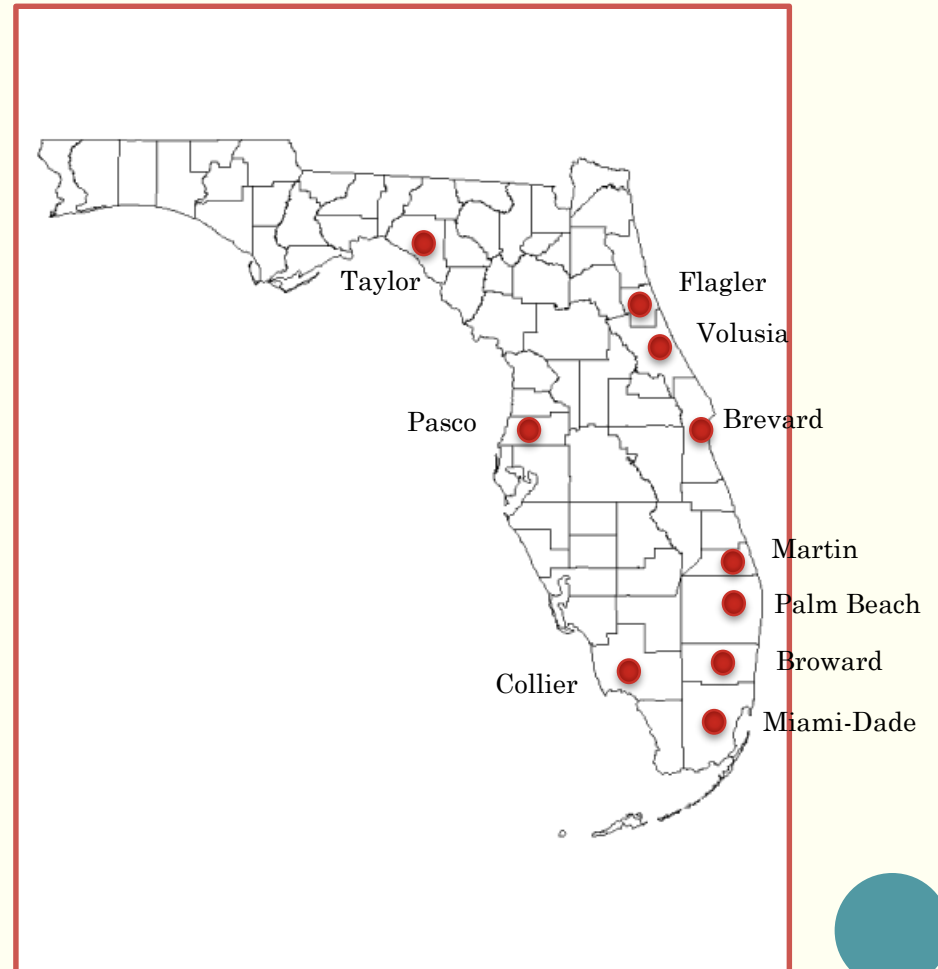 Taylor
Flagler
Volusia
Pasco
Brevard
Martin
Palm Beach
Broward
Collier
Miami-Dade